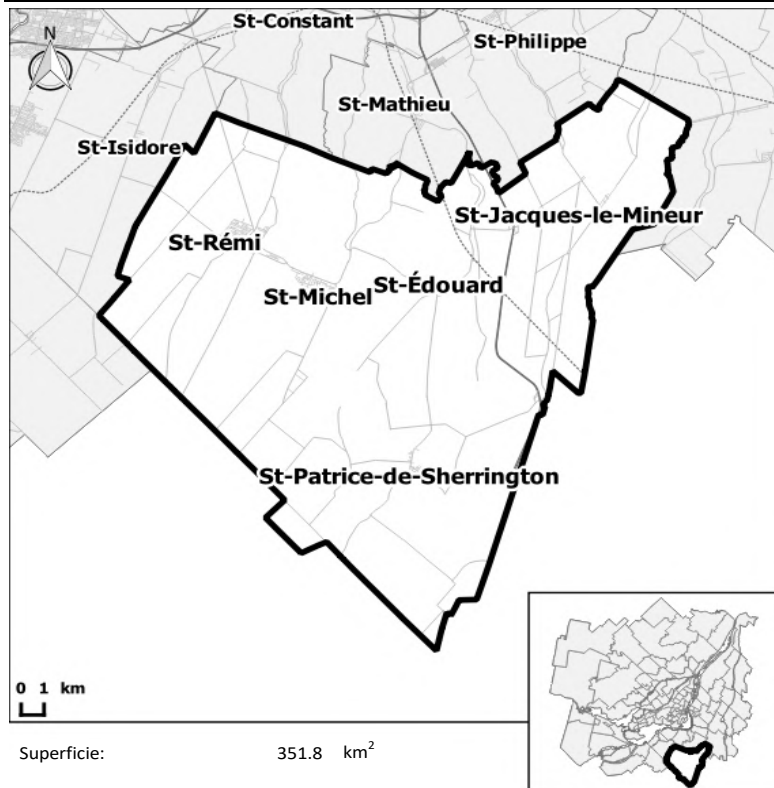 St-Constant
N
St-Philippe
St-Mathieu
St-Isidore
St-Jacques-le-Mineur
St-Rémi
St-Édouard
St-Michel
St-Patrice-de-Sherrington
0 1 km
Superficie: 351.8 km²